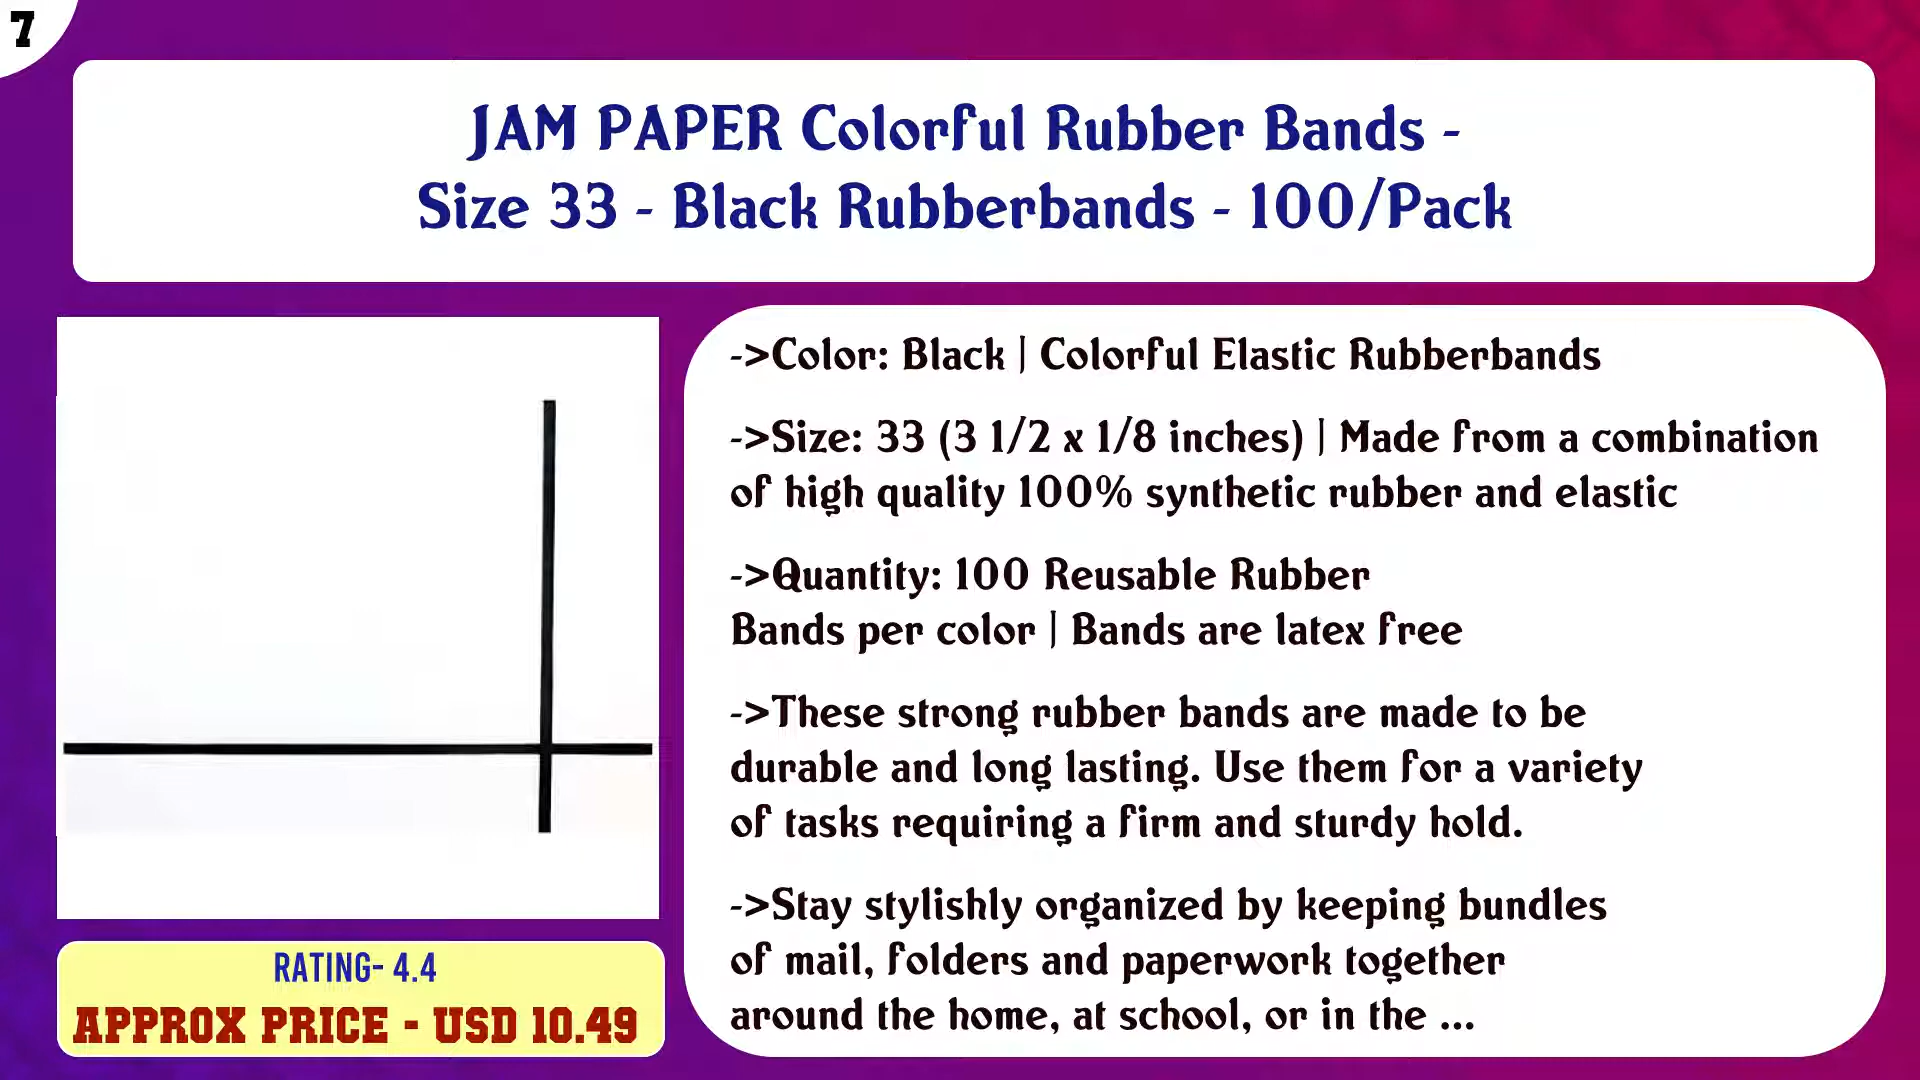 7
JAM PAPER Colorful Rubber Bands -
Size 33 - Black Rubberbands - 100/Pack
->Color: Black | Colorful Elastic Rubberbands
->Size: 33 (3 1/2 x 1/8 inches) | Made from a combination
of high quality 100% synthetic rubber and elastic
->Quantity: 100 Reusable Rubber
Bands per color | Bands are latex free
->These strong rubber bands are made to be
durable and long lasting. Use them for a variety
of tasks requiring a firm and sturdy hold.
->Stay stylishly organized by keeping bundles
of mail, folders and paperwork together
around the home, at school, or in the ...
RATING- 4.4
APPROX PRICE - USD 10.49